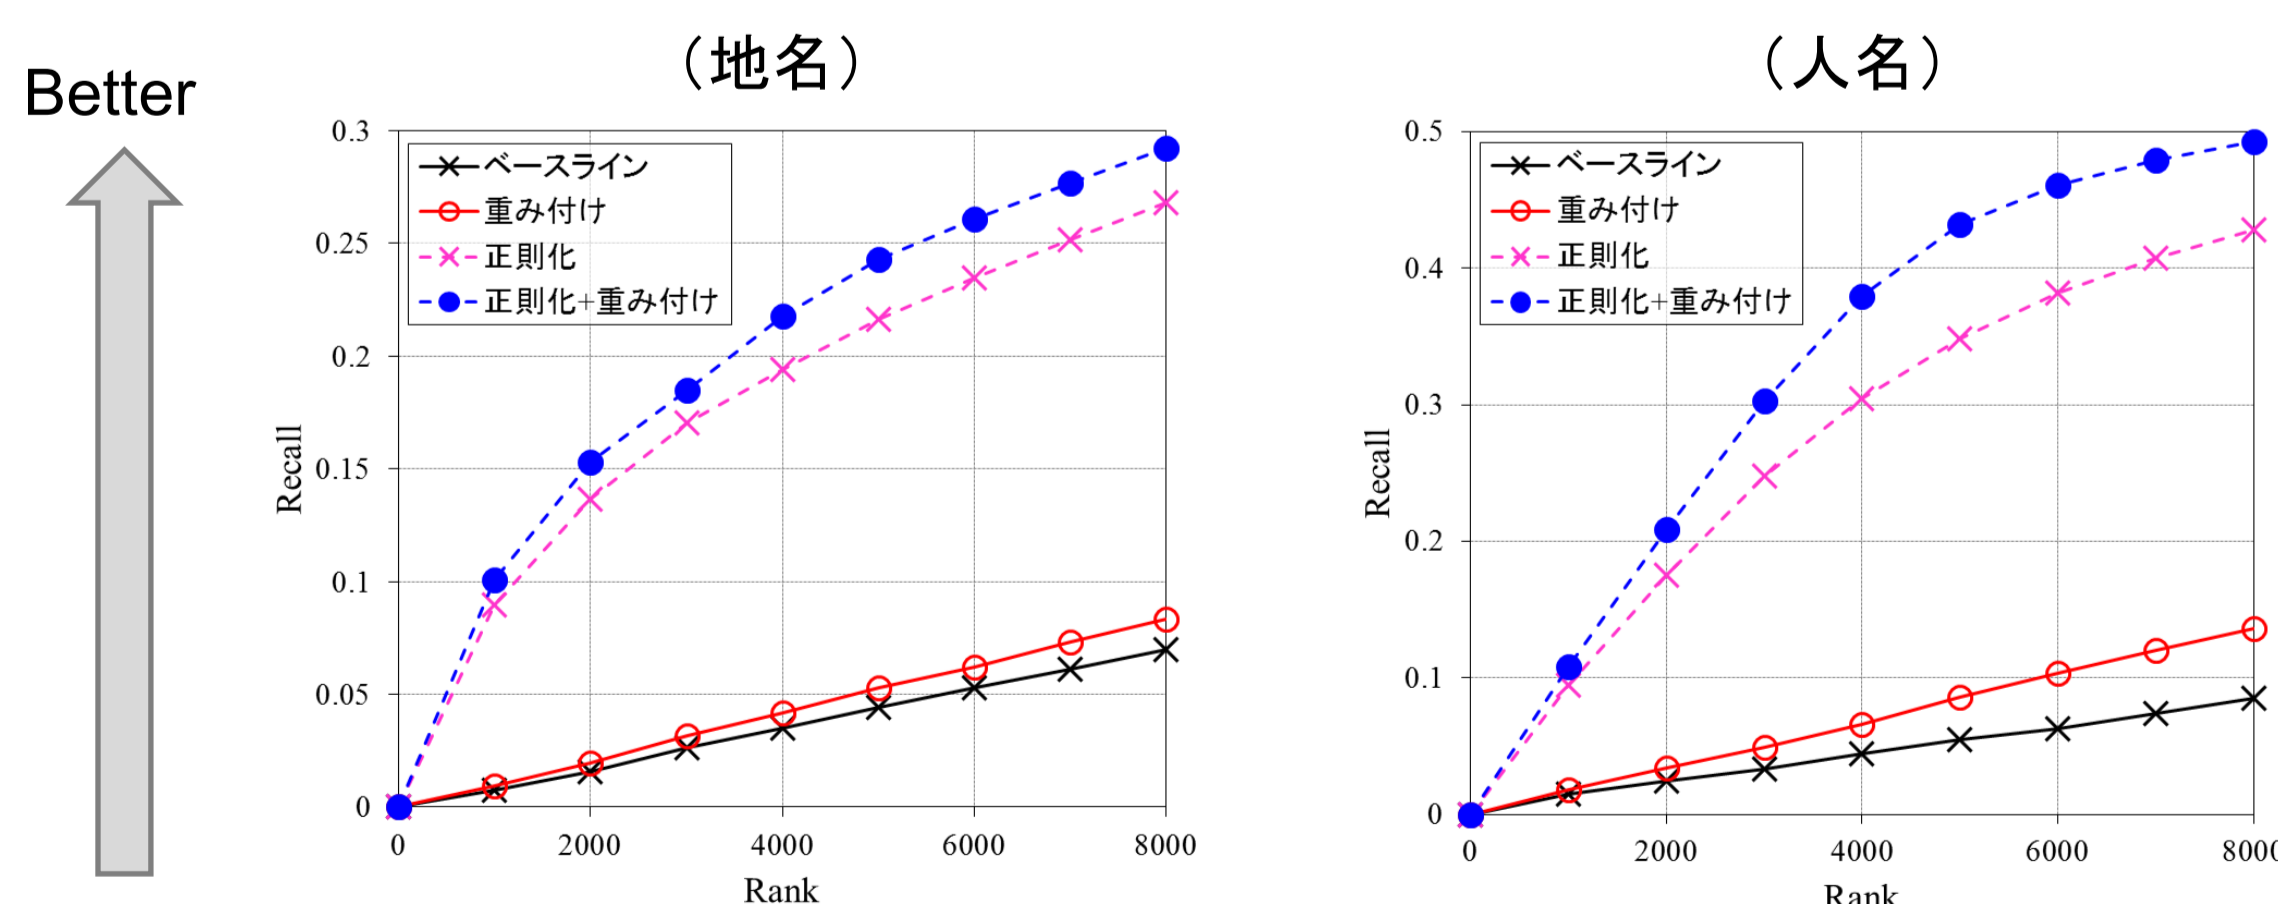 Better
（地名）
0.3
0.25
0.2
0.15
0.1
0.05
0
Recall
ベースライン
重み付け
正則化
正則化+重み付け
0 2000 4000 6000 8000
Rank
（人名）
0.5
0.4
0.3
0.2
0.1
0
Recall
ベースライン
重み付け
正則化
正則化+重み付け
0 2000 4000 6000 8000
Rank